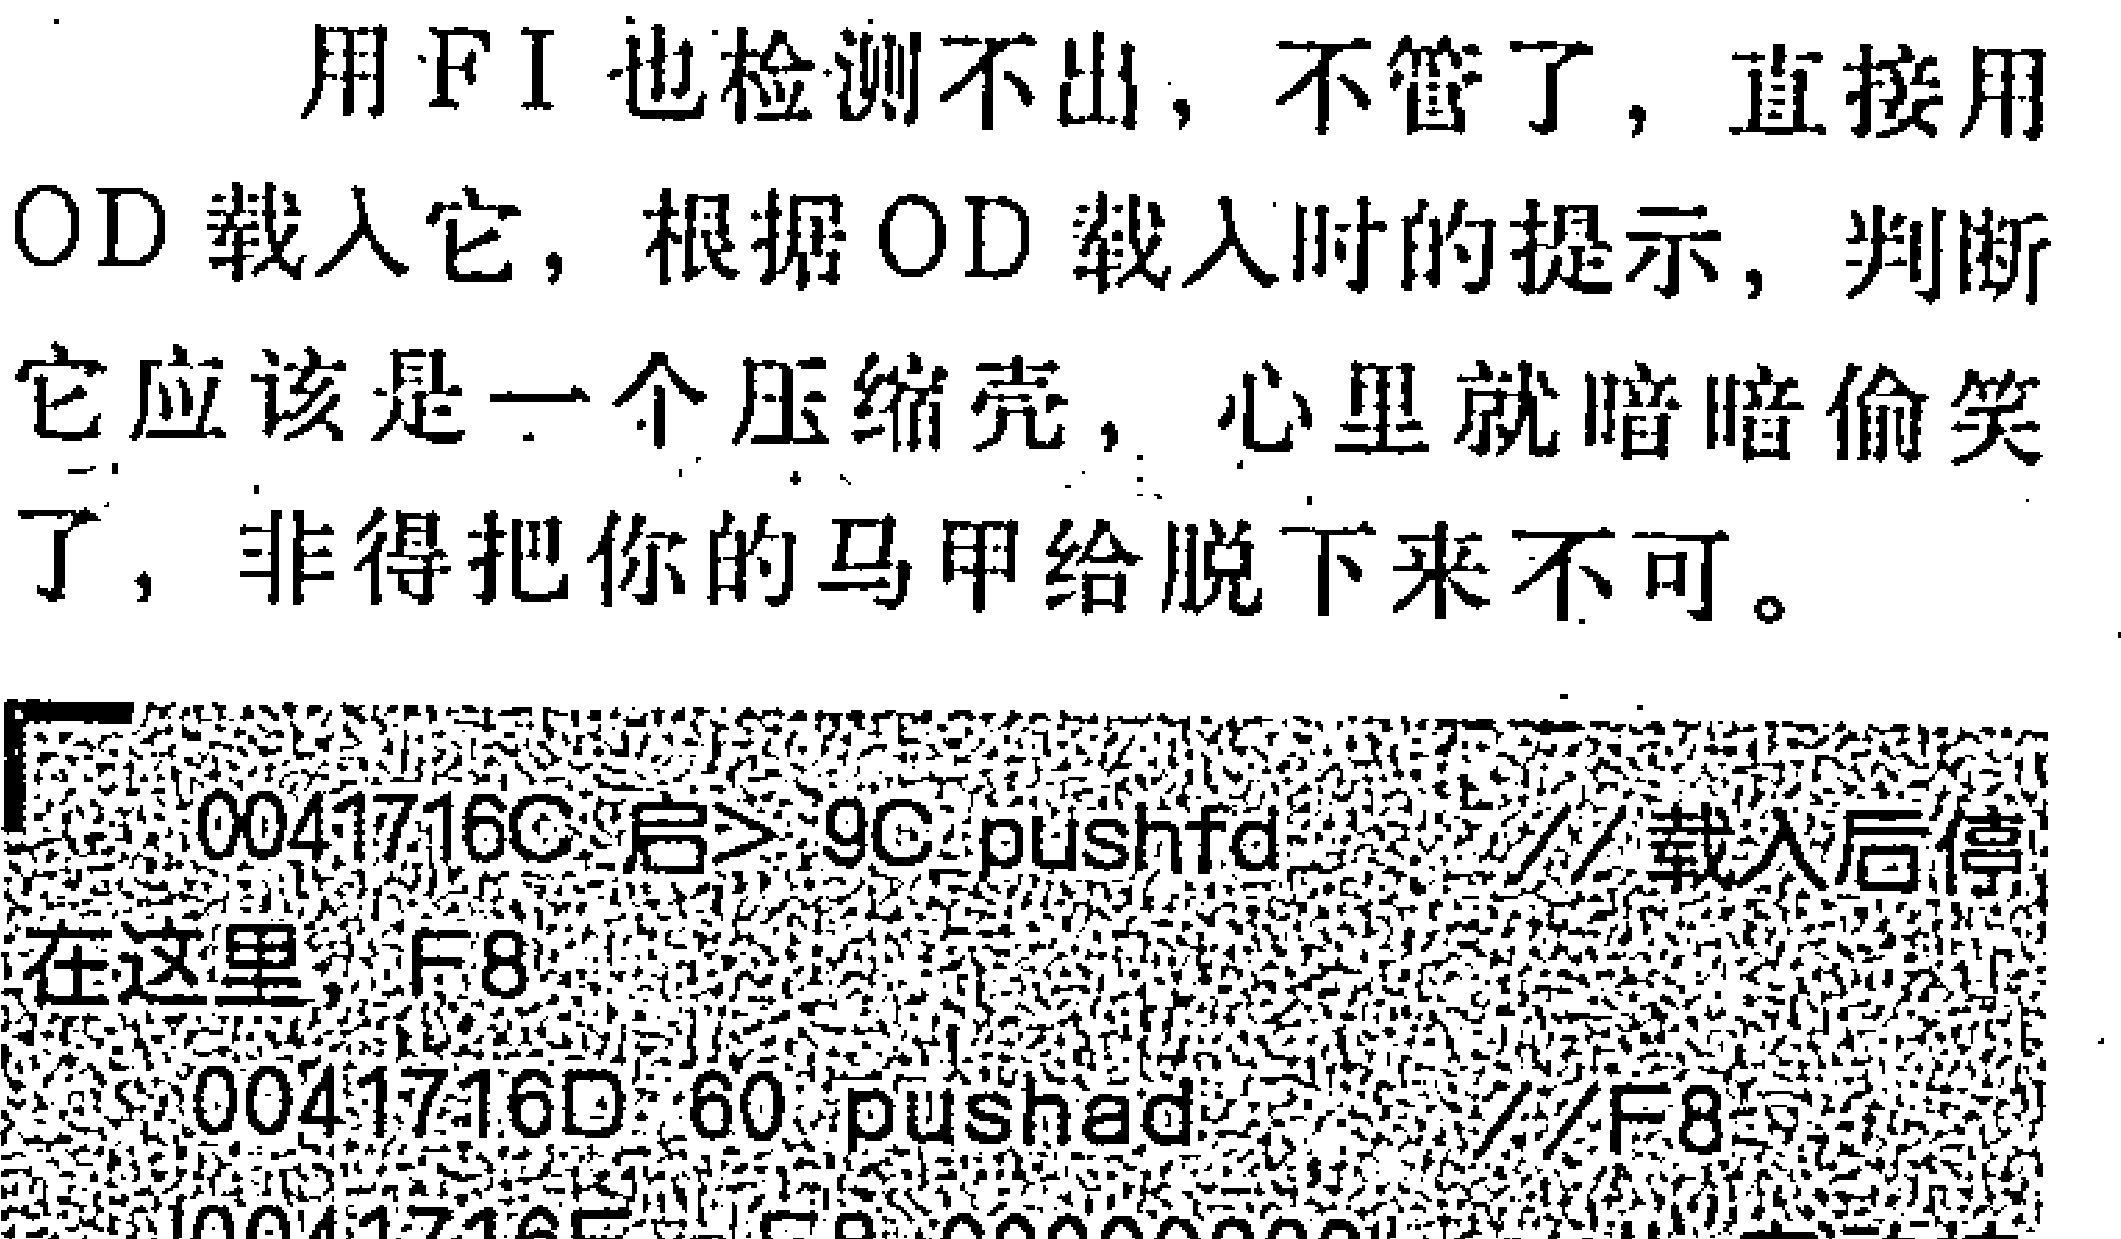 用FI也检测不出，不管了，直接用
OD载入它，根据OD载入时的提示，判断
它应该是一个压缩壳，心里就暗暗偷笑
了，非得把你的马甲给脱下来不可。
0041716C 启> 9C pushfd //载入后停
在这里，F8
0041716D 60 pushad //F8